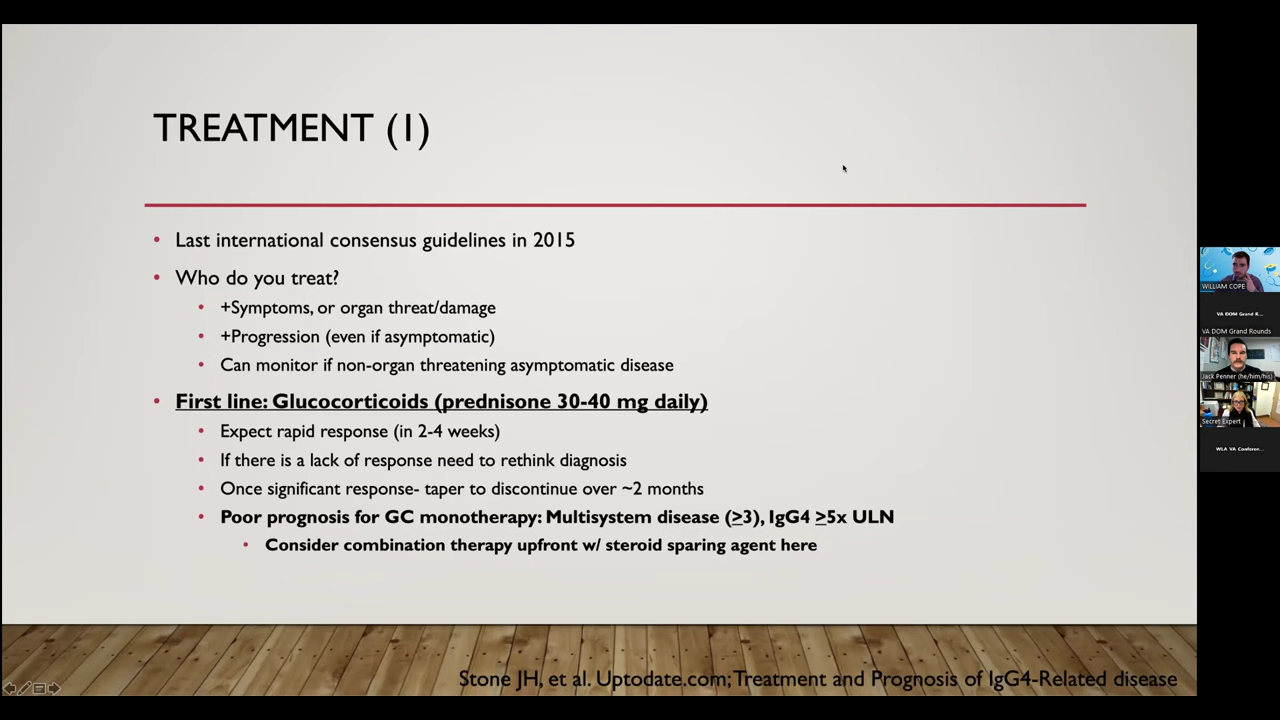 TREATMENT (1)
Last international consensus guidelines in 2015
Who do you treat?
+Symptoms, or organ threat/damage
+Progression (even if asymptomatic)
Can monitor if non-organ threatening asymptomatic disease
First line: Glucocorticoids (prednisone 30-40 mg daily)
Expect rapid response (in 2-4 weeks)
If there is a lack of response need to rethink diagnosis
Once significant response- taper to discontinue over ~2 months
Poor prognosis for GC monotherapy: Multisystem disease (≥3), IgG4 ≥5x ULN
Consider combination therapy upfront w/ steroid sparing agent here
Stone JH, et al. Uptodate.com; Treatment and Prognosis of IgG4-Related disease
WILLIAM COPE
VA DOM Grand R...
VA DOM Grand Rounds
Jack Penner (he/him/his)
Secret Expert
WLA VA Conferen...